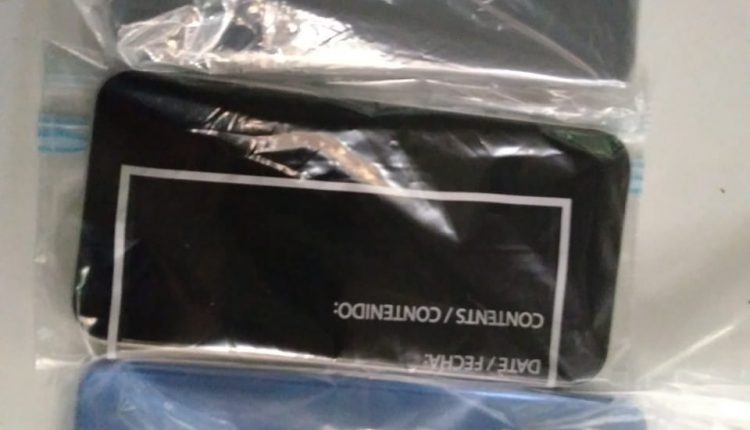 DATE / FECHA:
CONTENTS / CONTENIDO: